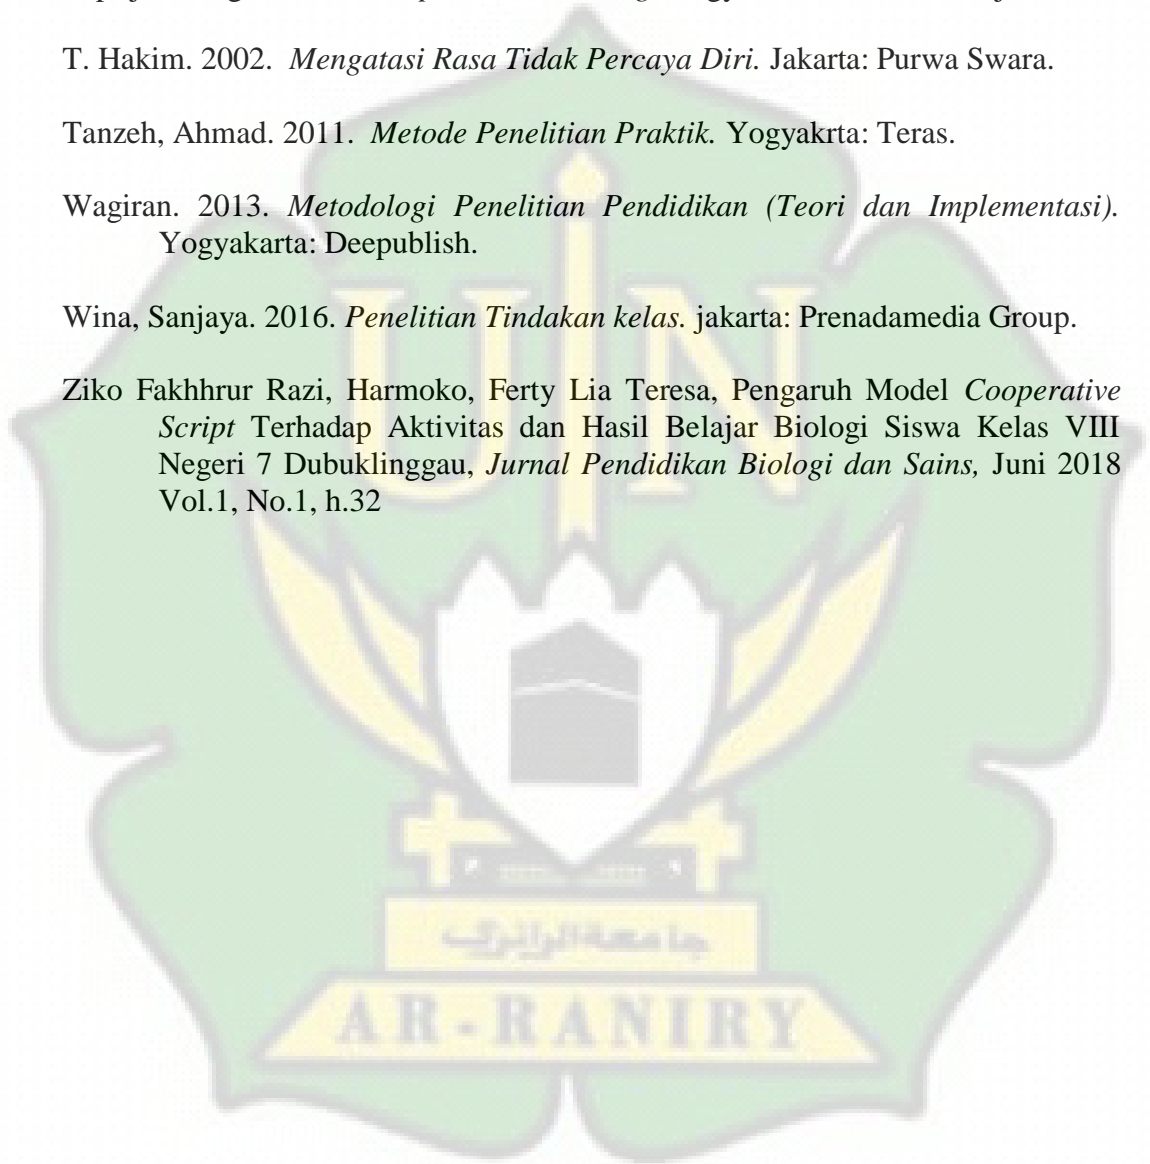 T. Hakim. 2002. Mengatasi Rasa Tidak Percaya Diri. Jakarta: Purwa Swara.
Tanzeh, Ahmad. 2011. Metode Penelitian Praktik. Yogyakrta: Teras.
Wagiran. 2013. Metodologi Penelitian Pendidikan (Teori dan Implementasi).
Yogyakarta: Deepublish.
Wina, Sanjaya. 2016. Penelitian Tindakan kelas. jakarta: Prenadamedia Group.
Ziko Fakhhrur Razi, Harmoko, Ferty Lia Teresa, Pengaruh Model Cooperative
Script Terhadap Aktivitas dan Hasil Belajar Biologi Siswa Kelas VIII
Negeri 7 Dubuklinggau, Jurnal Pendidikan Biologi dan Sains, Juni 2018
Vol.1, No.1, h.32
UIN
جامعة الرانري
AR-RANIRY